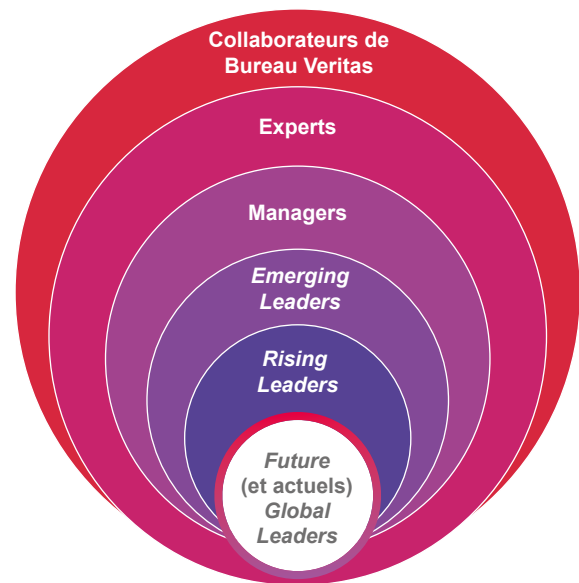 Collaborateurs de
Bureau Veritas
Experts
Managers
Emerging
Leaders
Rising
Leaders
Future
(et actuels)
Global
Leaders